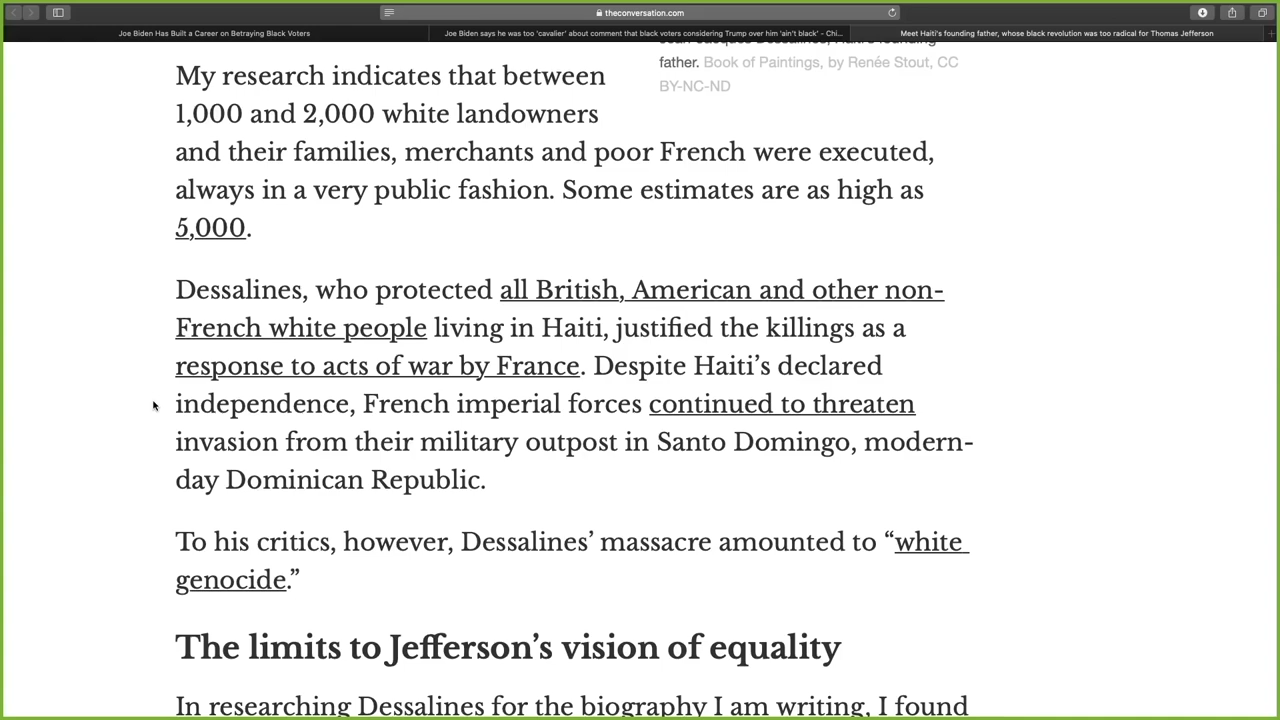 theconversation.com
Joe Biden Has Built a Career on Betraying Black Voters
Joe Biden says he was too 'cavalier' about comment that black voters considering Trump over him 'ain't black' - Chi...
Meet Haiti's founding father, whose black revolution was too radical for Thomas Jefferson
father. Book of Paintings, by Renée Stout, CC
BY-NC-ND
My research indicates that between
1,000 and 2,000 white landowners
and their families, merchants and poor French were executed,
always in a very public fashion. Some estimates are as high as
5,000.
Dessalines, who protected all British, American and other non-
French white people living in Haiti, justified the killings as a
response to acts of war by France. Despite Haiti’s declared
independence, French imperial forces continued to threaten
invasion from their military outpost in Santo Domingo, modern-
day Dominican Republic.
To his critics, however, Dessalines’ massacre amounted to “white
genocide.”
The limits to Jefferson’s vision of equality
In researching Dessalines for the biography I am writing, I found